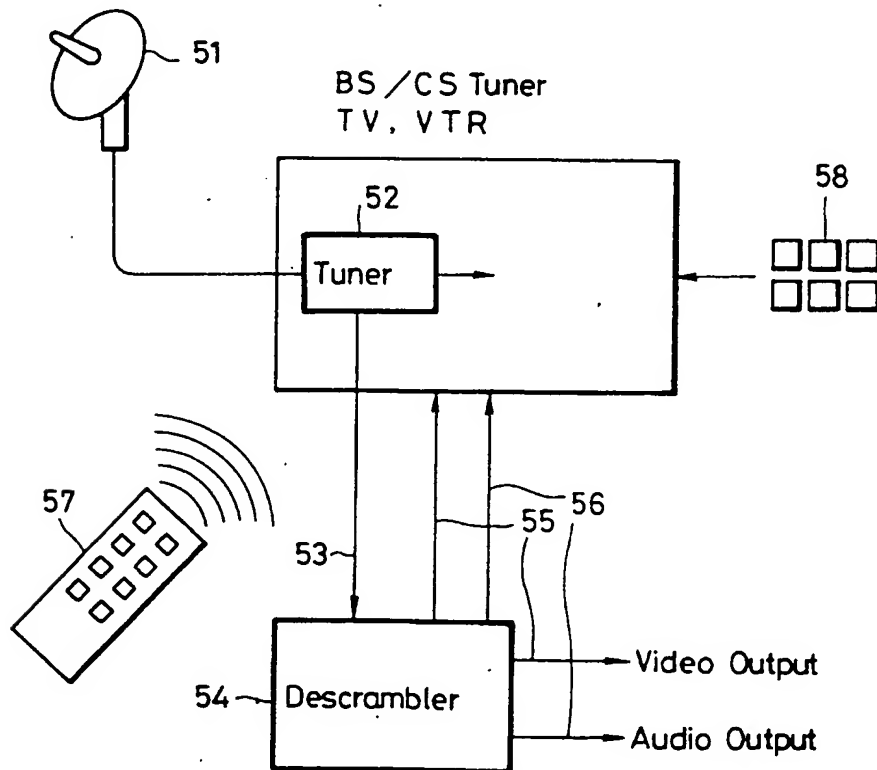 51
BS/CS Tuner
TV, VTR
52
58
Tuner
57
53
55
56
54
Descrambler
Video Output
Audio Output